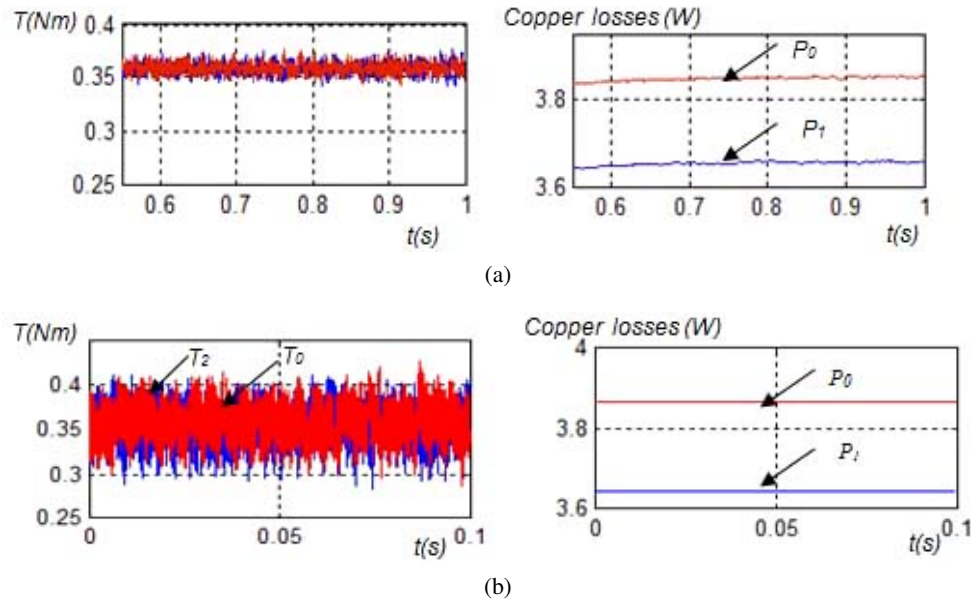 T(Nm)
0.4
0.35
0.3
0.25
0.6 0.7 0.8 0.9 1
t(s)
Copper losses (W)
P0
3.8
P1
3.6
0.6 0.7 0.8 0.9 1
t(s)
(a)
T(Nm)
T2 T0
0.4
0.35
0.3
0.25
0 0.05 0.1
t(s)
Copper losses (W)
4
P0
3.8
P1
3.6
0 0.05 0.1
t(s)
(b)